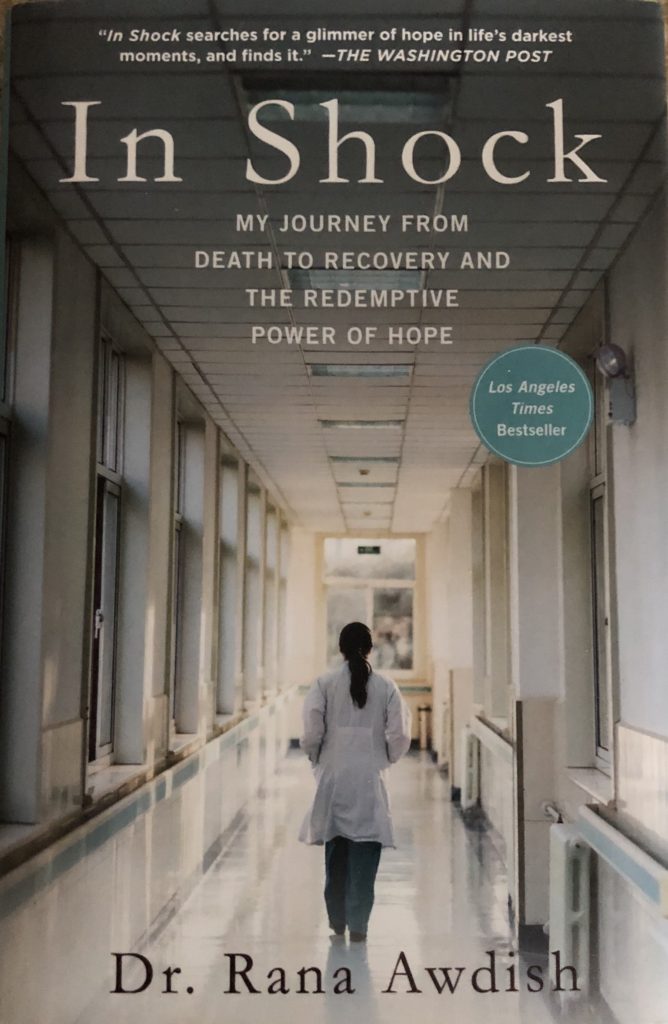 “In Shock searches for a glimmer of hope in life’s darkest
moments, and finds it.” —THE WASHINGTON POST
In Shock
MY JOURNEY FROM
DEATH TO RECOVERY AND
THE REDEMPTIVE
POWER OF HOPE
Los Angeles
Times
Bestseller
Dr. Rana Awdish